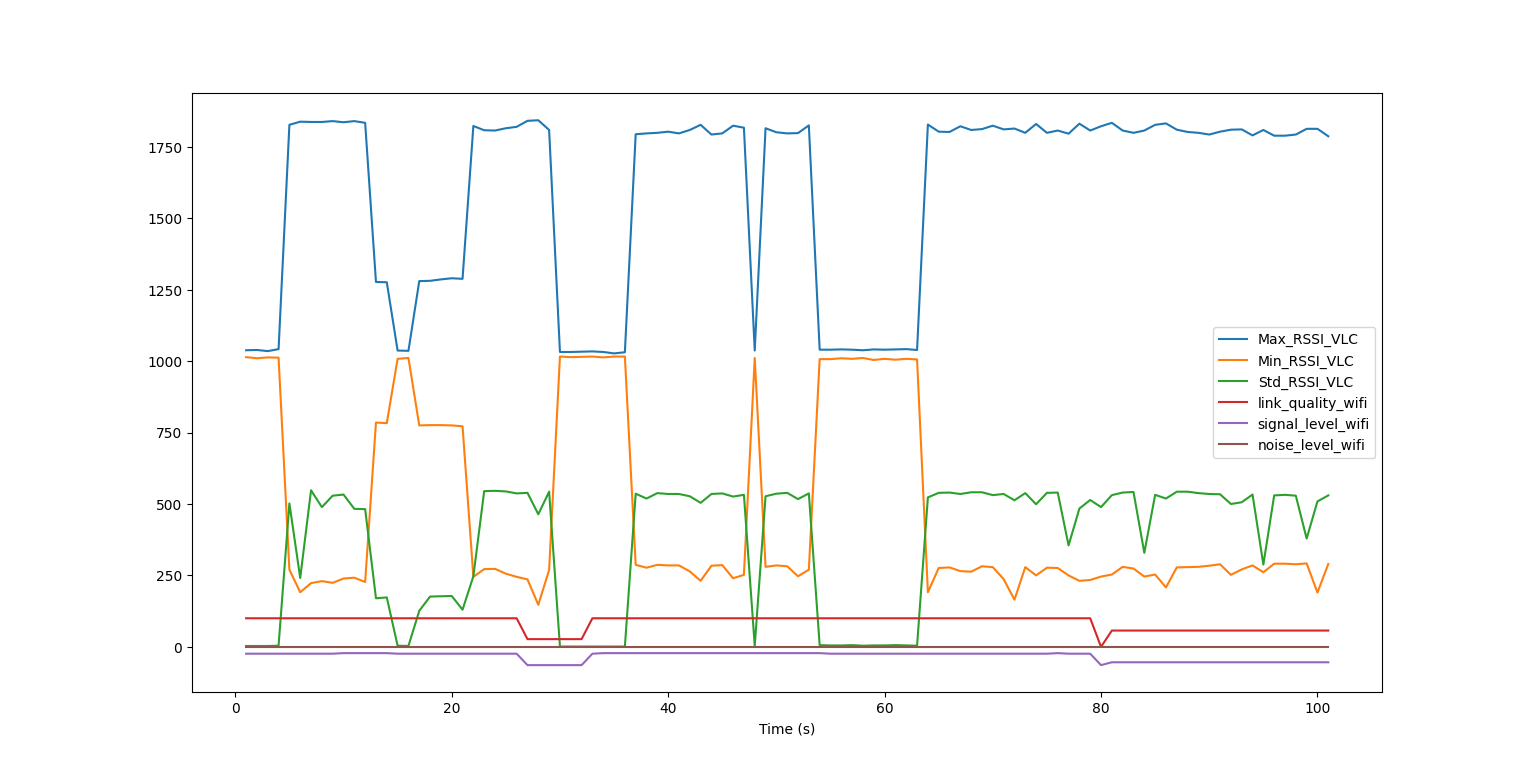 1750
1500
1250
1000
750
500
250
0
Max_RSSI_VLC
Min_RSSI_VLC
Std_RSSI_VLC
link_quality_wifi
signal_level_wifi
noise_level_wifi
0 20 40 60 80 100
Time (s)